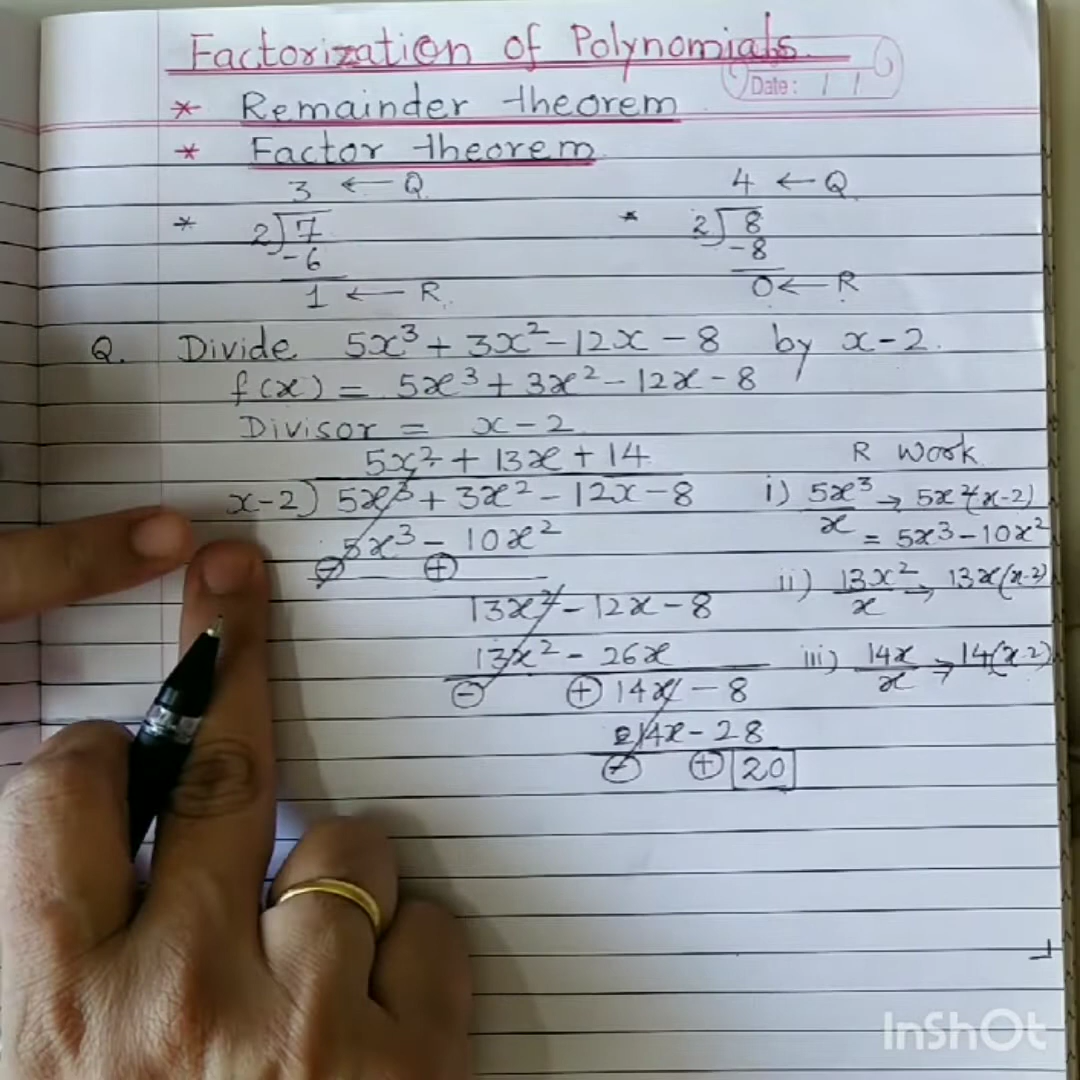 Factorization of Polynomials.
Date : / /
* Remainder theorem
* Factor theorem
3 ← Q 4 ← Q
* 2)7 * 2)8
-6 -8
1 ← R. 0 ← R
Q. Divide 5x³ + 3x² - 12x - 8 by x - 2.
f(x) = 5x³ + 3x² - 12x - 8
Divisor = x - 2
5x² + 13x + 14 R Work
x-2) 5x³ + 3x² - 12x - 8 i) 5x³/x → 5x²(x-2)
5x³ - 10x² = 5x³ - 10x²
⊖ ⊕
13x² - 12x - 8 ii) 13x²/x → 13x(x-2)
13x² - 26x iii) 14x/x → 14(x-2)
⊖ ⊕ 14x - 8
14x - 28
⊖ ⊕ 20
InShOt